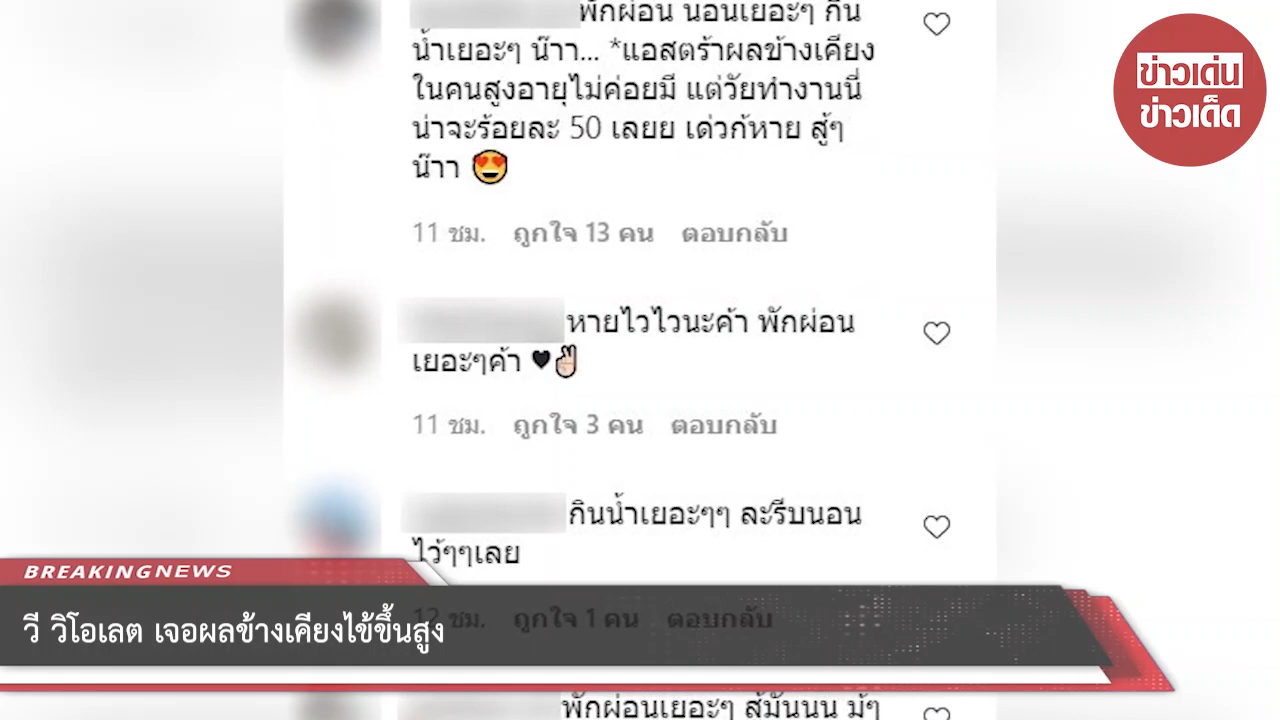 พักผ่อน นอนเยอะๆ กิน
น้ำเยอะๆ น๊าา... *แอสตร้าผลข้างเคียง
ในคนสูงอายุไม่ค่อยมี แต่วัยทำงานนี่
น่าจะร้อยละ 50 เลยย เด่วก้หาย สู้ๆ
น๊าา 😍
11 ชม. ถูกใจ 13 คน ตอบกลับ
หายไวไวนะค้า พักผ่อน
เยอะๆค้า ♥✌🏻
11 ชม. ถูกใจ 3 คน ตอบกลับ
กินน้ำเยอะๆๆ ละรีบนอน
ไว้ๆๆเลย
12 ชม. ถูกใจ 1 คน ตอบกลับ
พักผ่อนเยอะๆ
ข่าวเด่น
ข่าวเด็ด
BREAKINGNEWS
วี วิโอเลต เจอผลข้างเคียงไข้ขึ้นสูง